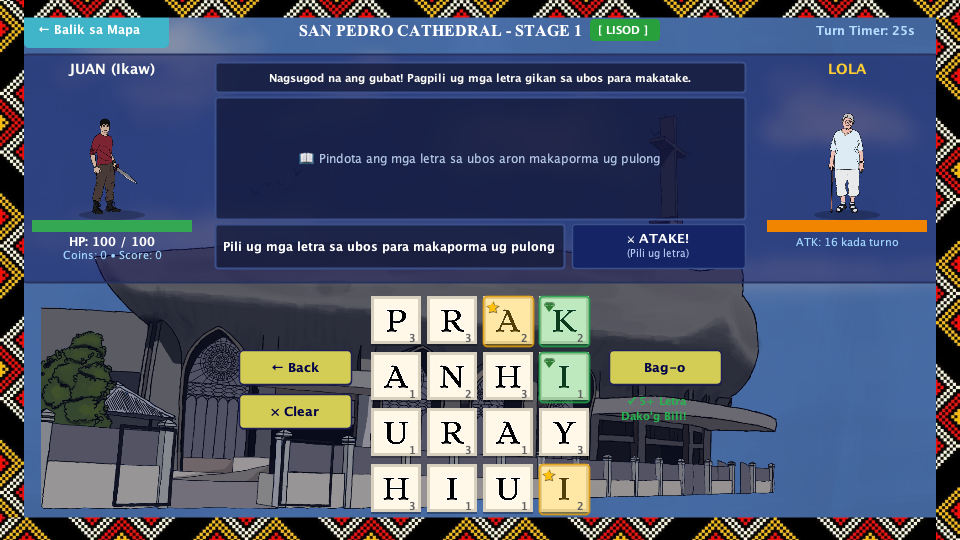 ← Balik sa Mapa
SAN PEDRO CATHEDRAL - STAGE 1 [ LISOD ]
Turn Timer: 25s
JUAN (Ikaw)
Nagsugod na ang gubat! Pagpili ug mga letra gikan sa ubos para makatake.
LOLA
📖 Pindota ang mga letra sa ubos aron makaporma ug pulong
HP: 100 / 100
Coins: 0 • Score: 0
Pili ug mga letra sa ubos para makaporma ug pulong
⚔ ATAKE!
(Pili ug letra)
ATK: 16 kada turno
P 3 R 3 A 2 K 2
A 1 N 2 H 3 I 1
U 1 R 3 A 1 Y 3
H 3 I 1 U 1 I 2
← Back
× Clear
Bag-o
✓ 5+ Letra
Dako'g Bili!